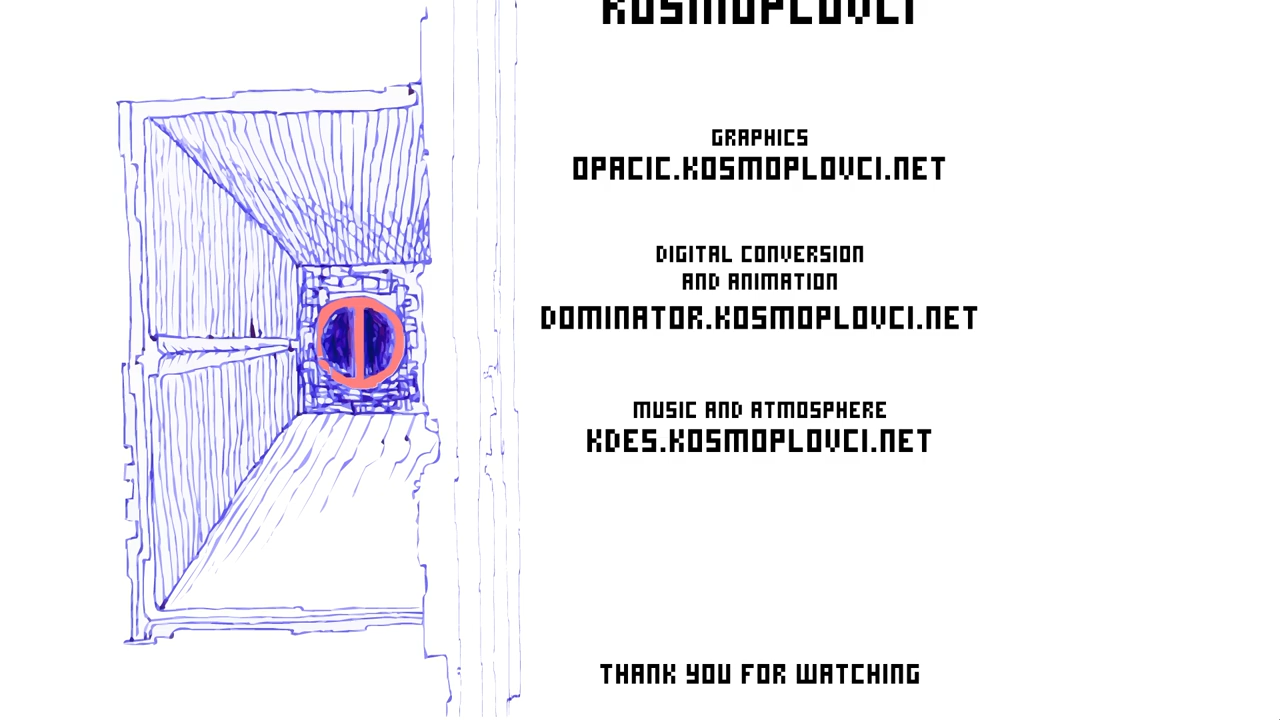 KOSMOPLOVCI
GRAPHICS
OPACIC.KOSMOPLOVCI.NET
DIGITAL CONVERSION
AND ANIMATION
DOMINATOR.KOSMOPLOVCI.NET
MUSIC AND ATMOSPHERE
KDES.KOSMOPLOVCI.NET
THANK YOU FOR WATCHING